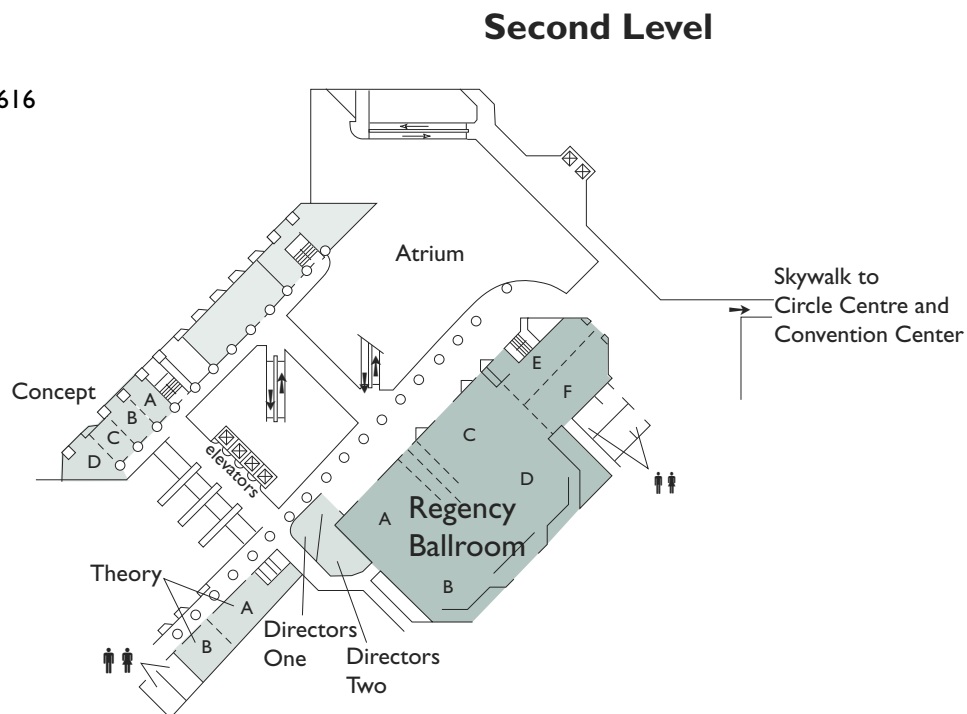 Second Level
616
Atrium
Skywalk to
Circle Centre and
Convention Center
Concept
A
B
C
D
E
F
C
D
A
Regency
Ballroom
B
elevators
Theory
A
B
Directors
One
Directors
Two